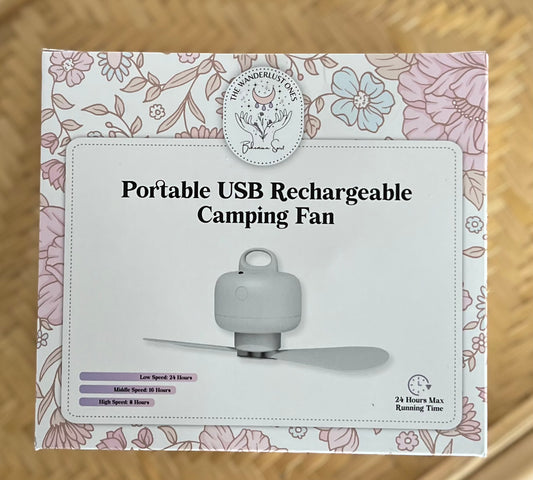 THE WANDERLUST ONES
Bohemian Soul
Portable USB Rechargeable
Camping Fan
Low Speed: 24 Hours
Middle Speed: 16 Hours
High Speed: 8 Hours
24 Hours Max
Running Time